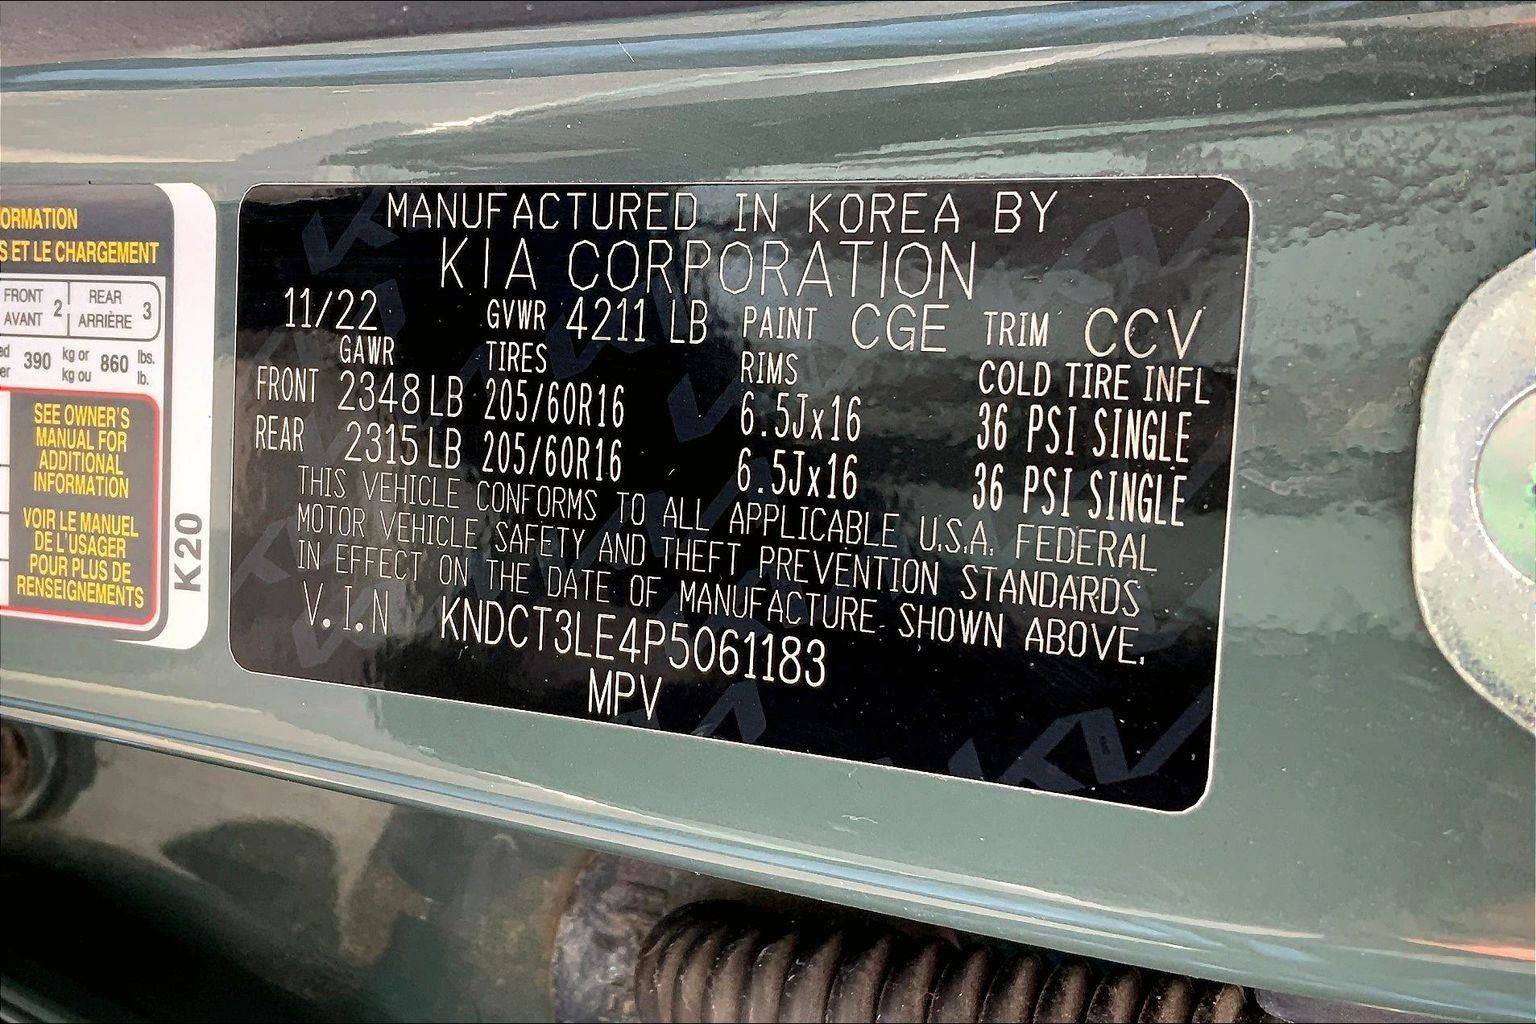 ORMATION
S ET LE CHARGEMENT
FRONT AVANT 2 REAR ARRIÈRE 3
390 kg or kg ou 860 lbs. lb.
SEE OWNER'S
MANUAL FOR
ADDITIONAL
INFORMATION
VOIR LE MANUEL
DE L'USAGER
POUR PLUS DE
RENSEIGNEMENTS
K20
MANUFACTURED IN KOREA BY
KIA CORPORATION
11/22 GVWR 4211 LB PAINT CGE TRIM CCV
GAWR TIRES RIMS COLD TIRE INFL
FRONT 2348 LB 205/60R16 6.5Jx16 36 PSI SINGLE
REAR 2315 LB 205/60R16 6.5Jx16 36 PSI SINGLE
THIS VEHICLE CONFORMS TO ALL APPLICABLE U.S.A. FEDERAL
MOTOR VEHICLE SAFETY AND THEFT PREVENTION STANDARDS
IN EFFECT ON THE DATE OF MANUFACTURE SHOWN ABOVE.
V.I.N KNDCT3LE4P5061183
MPV